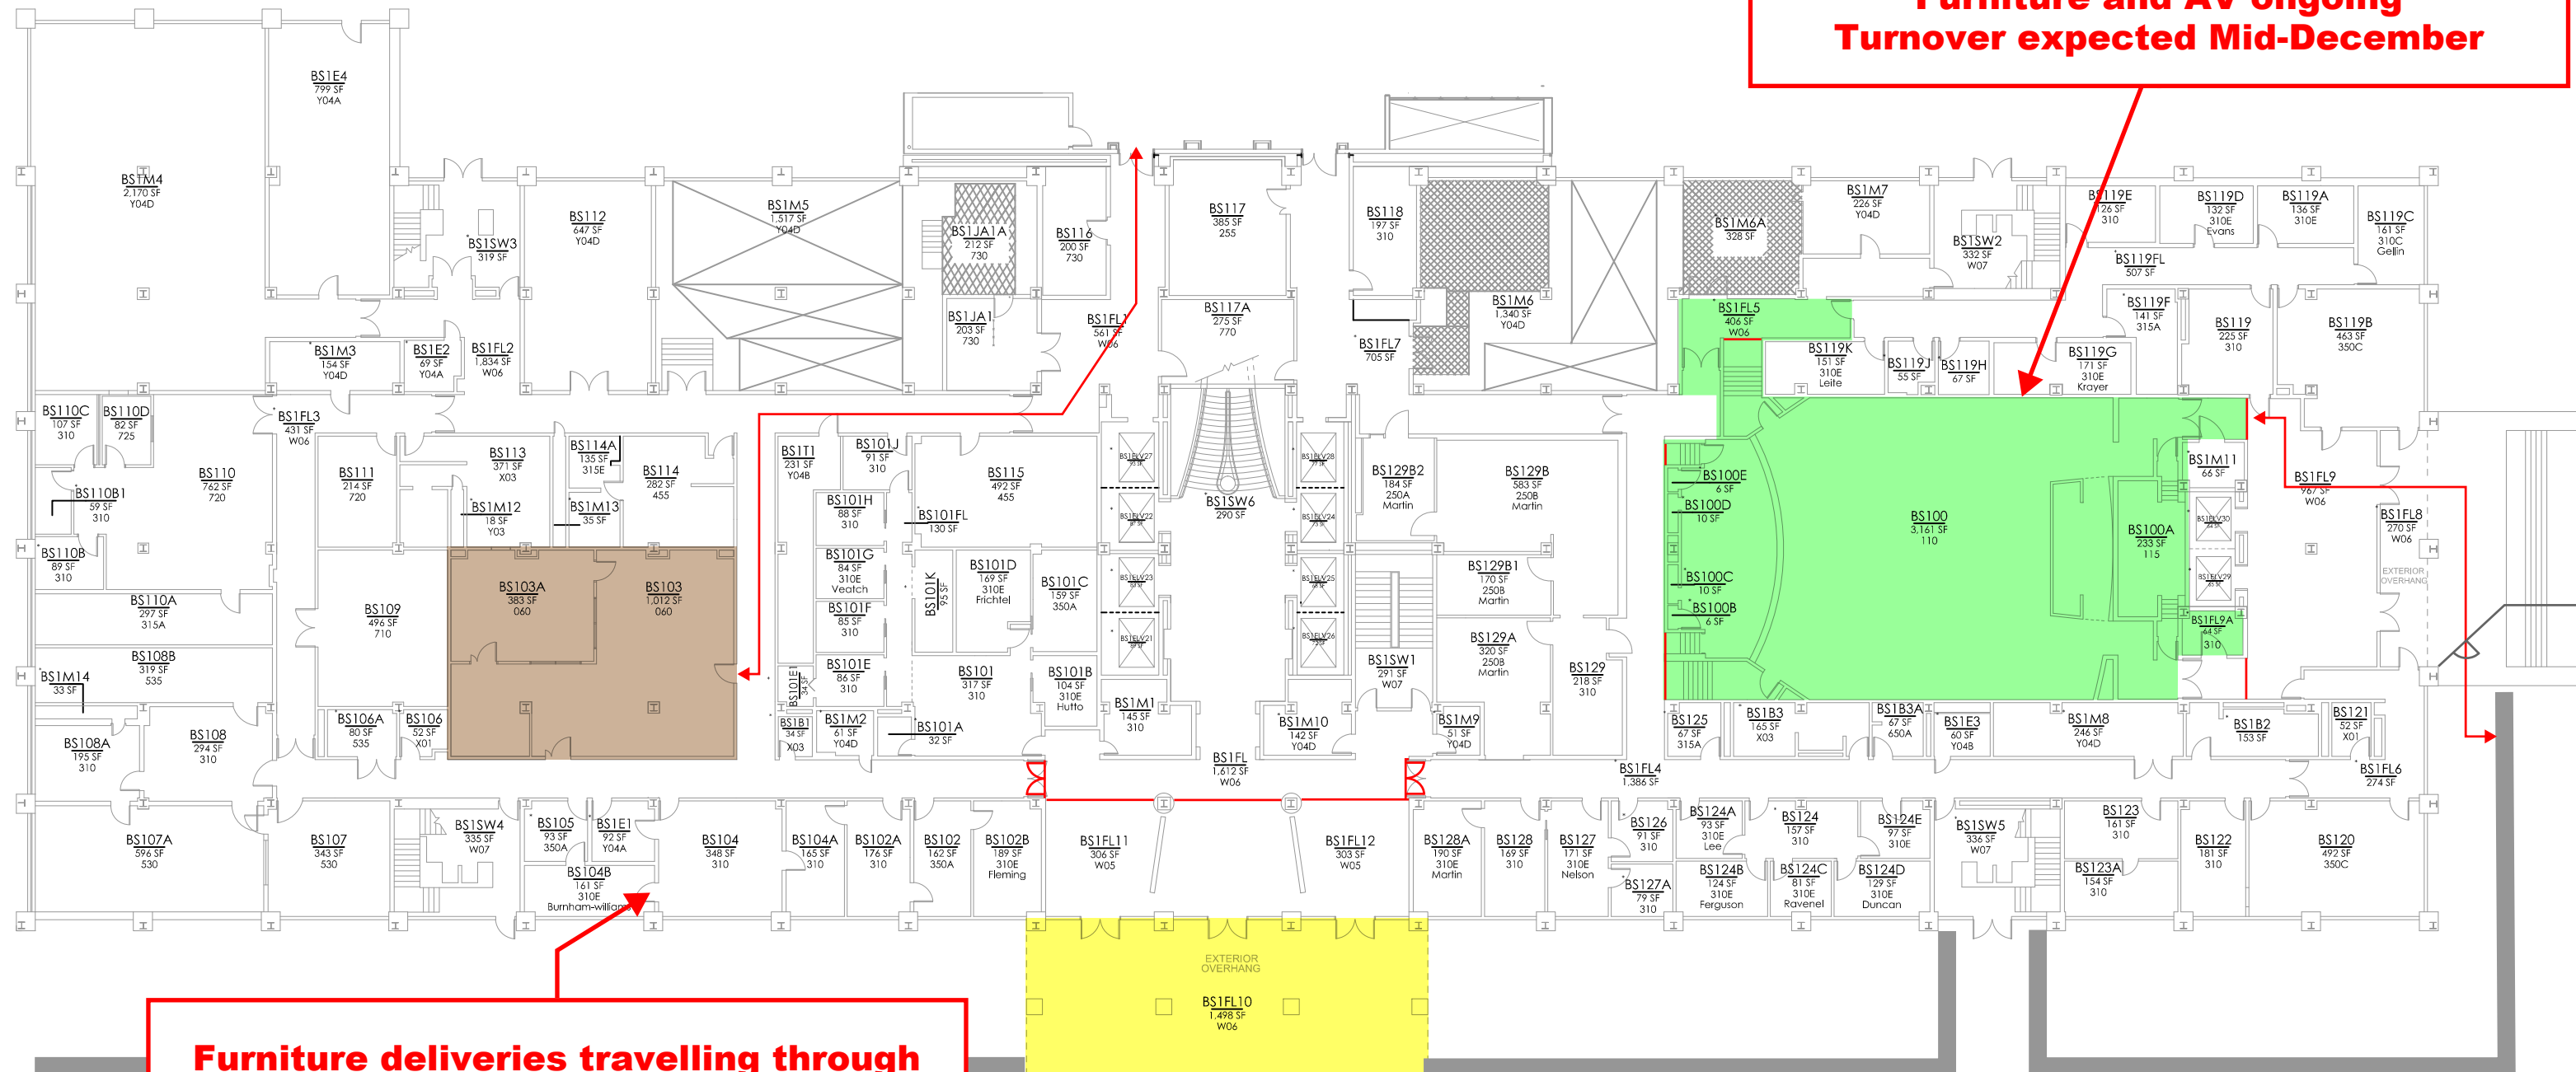 Furniture and AV ongoing
Turnover expected Mid-December
BS1E4
799 SF
Y04A
BS1M4
2,170 SF
Y04D
BS1SW3
319 SF
BS112
647 SF
Y04D
BS1M5
1,517 SF
Y04D
BS1JA1A
212 SF
730
BS116
200 SF
730
BS117
385 SF
255
BS118
197 SF
310
BS1M6A
328 SF
BS1M7
226 SF
Y04D
BS1SW2
332 SF
W07
BS119E
126 SF
310
BS119D
132 SF
310E
Evans
BS119A
136 SF
310E
BS119C
161 SF
310C
Gellin
BS119FL
507 SF
BS1M3
154 SF
Y04D
BS1E2
69 SF
Y04A
BS1FL2
1,834 SF
W06
BS1JA1
203 SF
730
BS1FL1
561 SF
W06
BS117A
275 SF
770
BS1FL7
705 SF
BS1M6
1,340 SF
Y04D
BS1FL5
406 SF
W06
BS119K
151 SF
310E
Leite
BS119J
55 SF
BS119H
67 SF
BS119G
171 SF
310E
Krayer
BS119F
141 SF
315A
BS119
225 SF
310
BS119B
463 SF
350C
BS110C
107 SF
310
BS110D
82 SF
725
BS1FL3
431 SF
W06
BS110
762 SF
720
BS111
214 SF
720
BS113
371 SF
X03
BS114A
135 SF
315E
BS114
282 SF
455
BS1T1
231 SF
Y04B
BS101J
91 SF
310
BS115
492 SF
455
BS1ELV27
BS1ELV28
BS129B2
184 SF
250A
Martin
BS129B
583 SF
250B
Martin
BS100E
6 SF
BS100D
10 SF
BS100
3,161 SF
110
BS1M11
66 SF
BS1FL9
967 SF
W06
BS1FL8
270 SF
W06
EXTERIOR
OVERHANG
BS110B1
59 SF
310
BS1M12
18 SF
Y03
BS1M13
35 SF
BS101H
88 SF
310
BS101FL
130 SF
BS1ELV22
BS1SW6
290 SF
BS1ELV24
BS100A
233 SF
115
BS1ELV30
BS110B
89 SF
310
BS103A
383 SF
060
BS103
1,012 SF
060
BS101G
84 SF
310E
Veatch
BS101K
95 SF
BS101D
169 SF
310E
Frichtel
BS101C
159 SF
350A
BS1ELV23
BS1ELV25
BS129B1
170 SF
250B
Martin
BS100C
10 SF
BS1ELV29
BS110A
297 SF
315A
BS109
496 SF
710
BS101F
85 SF
310
BS100B
6 SF
BS1FL9A
64 SF
310
BS1ELV21
BS1ELV26
BS129A
320 SF
250B
Martin
BS108B
319 SF
535
BS1M14
33 SF
BS101E1
34 SF
BS101E
86 SF
310
BS101
317 SF
310
BS101B
104 SF
310E
Hutto
BS1SW1
291 SF
W07
BS129
218 SF
310
BS108A
195 SF
310
BS108
294 SF
310
BS106A
80 SF
535
BS106
52 SF
X01
BS1B1
34 SF
X03
BS1M2
61 SF
Y04D
BS101A
32 SF
BS1M1
145 SF
310
BS1M10
142 SF
Y04D
BS1M9
51 SF
Y04D
BS125
67 SF
315A
BS1B3
165 SF
X03
BS1B3A
67 SF
650A
BS1E3
60 SF
Y04B
BS1M8
246 SF
Y04D
BS1B2
153 SF
BS121
52 SF
X01
BS1FL
1,612 SF
W06
BS1FL4
1,386 SF
BS1FL6
274 SF
BS107A
596 SF
530
BS107
343 SF
530
BS1SW4
335 SF
W07
BS105
93 SF
350A
BS1E1
92 SF
Y04A
BS104
348 SF
310
BS104A
165 SF
310
BS102A
176 SF
310
BS102
162 SF
350A
BS102B
189 SF
310E
Fleming
BS1FL11
306 SF
W05
BS1FL12
303 SF
W05
BS128A
190 SF
310E
Martin
BS128
169 SF
310
BS127
171 SF
310E
Nelson
BS126
91 SF
310
BS124A
93 SF
310E
Lee
BS124
157 SF
310
BS124E
97 SF
310E
BS1SW5
336 SF
W07
BS123
161 SF
310
BS122
181 SF
310
BS120
492 SF
350C
BS104B
161 SF
310E
Burnham-williams
BS127A
79 SF
310
BS124B
124 SF
310E
Ferguson
BS124C
81 SF
310E
Ravenel
BS124D
129 SF
310E
Duncan
BS123A
154 SF
310
EXTERIOR
OVERHANG
BS1FL10
1,498 SF
W06
Furniture deliveries travelling through